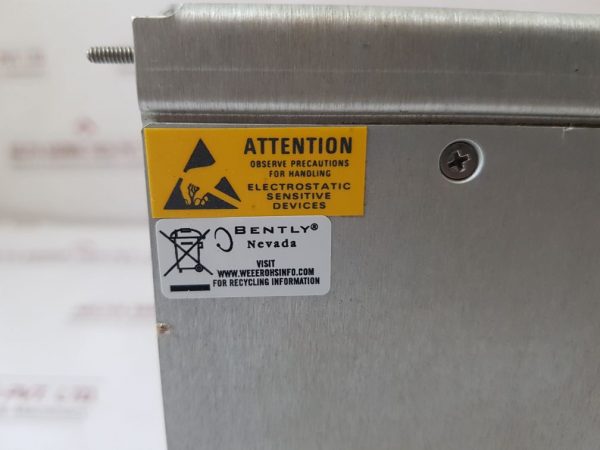 ATTENTION
OBSERVE PRECAUTIONS
FOR HANDLING
ELECTROSTATIC
SENSITIVE
DEVICES
BENTLY®
Nevada
VISIT
WWW.WEEEROHSINFO.COM
FOR RECYCLING INFORMATION